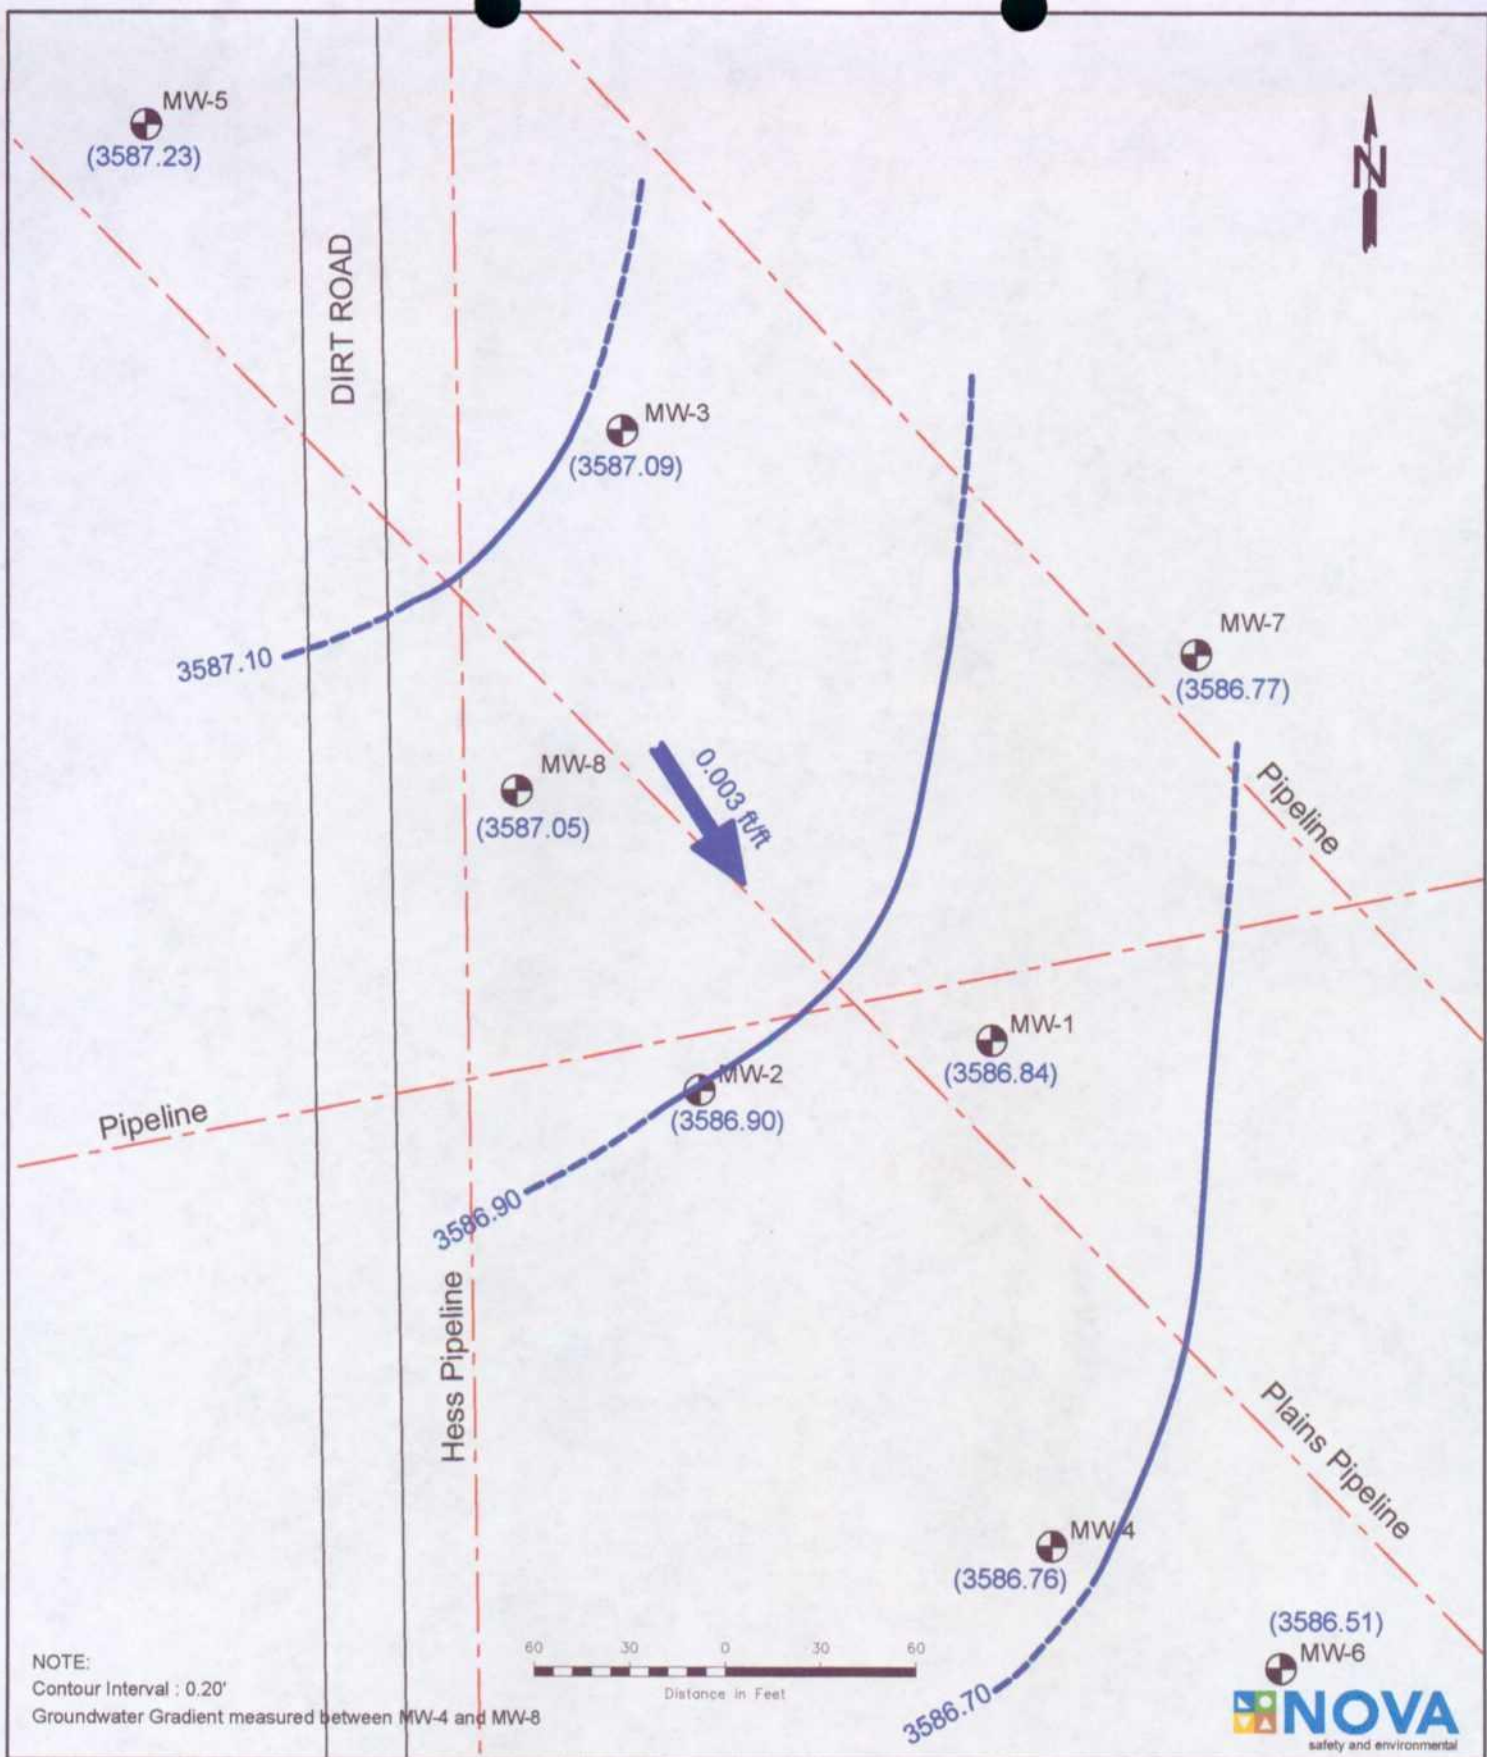 MW-5
(3587.23)
N
DIRT ROAD
MW-3
(3587.09)
3587.10
MW-7
(3586.77)
MW-8
(3587.05)
0.003 ft/ft
Pipeline
MW-1
(3586.84)
MW-2
(3586.90)
Pipeline
3586.90
Hess Pipeline
Plains Pipeline
MW-4
(3586.76)
(3586.51)
MW-6
3586.70
60 30 0 30 60
Distance in Feet
NOTE:
Contour Interval : 0.20'
Groundwater Gradient measured between MW-4 and MW-8
NOVA
safety and environmental